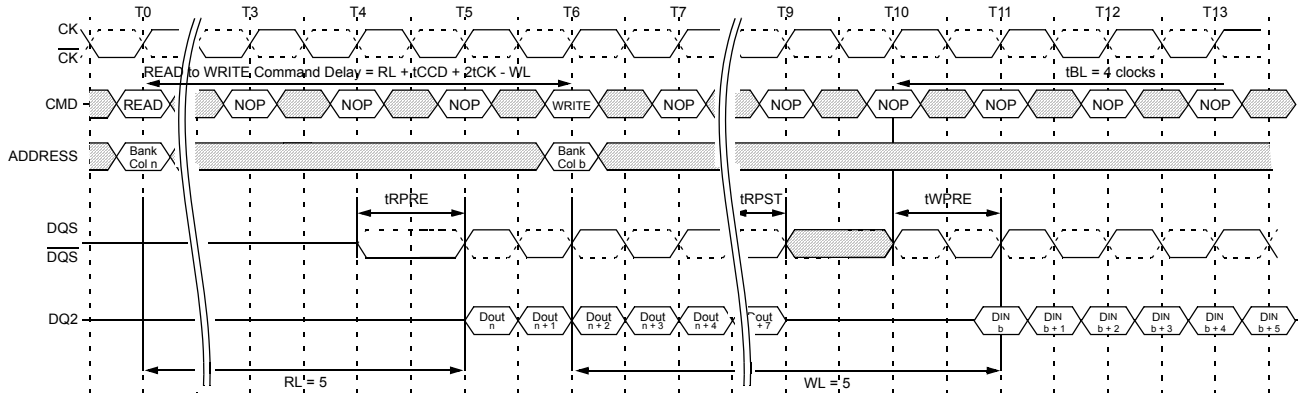 T0 T3 T4 T5 T6 T7 T9 T10 T11 T12 T13
CK
CK
READ to WRITE Command Delay = RL + tCCD + 2tCK - WL
tBL = 4 clocks
CMD READ NOP NOP NOP WRITE NOP NOP NOP NOP NOP NOP
ADDRESS
Bank
Col n
Bank
Col b
tRPRE tRPST tWPRE
DQS
DQS
DQ2
Dout
n
Dout
n + 1
Dout
n + 2
Dout
n + 3
Dout
n + 4
out
+ 7
DIN
b
DIN
b + 1
DIN
b + 2
DIN
b + 3
DIN
b + 4
DIN
b + 5
RL = 5
WL = 5